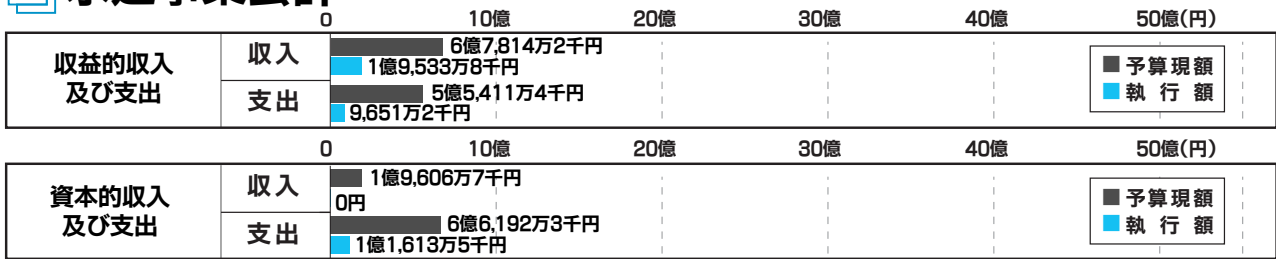 0 10億 20億 30億 40億 50億(円)
収益的収入
及び支出
収入
6億7,814万2千円
1億9,533万8千円
支出
5億5,411万4千円
9,651万2千円
■予算現額
■執行額
0 10億 20億 30億 40億 50億(円)
資本的収入
及び支出
収入
1億9,606万7千円
0円
支出
6億6,192万3千円
1億1,613万5千円
■予算現額
■執行額